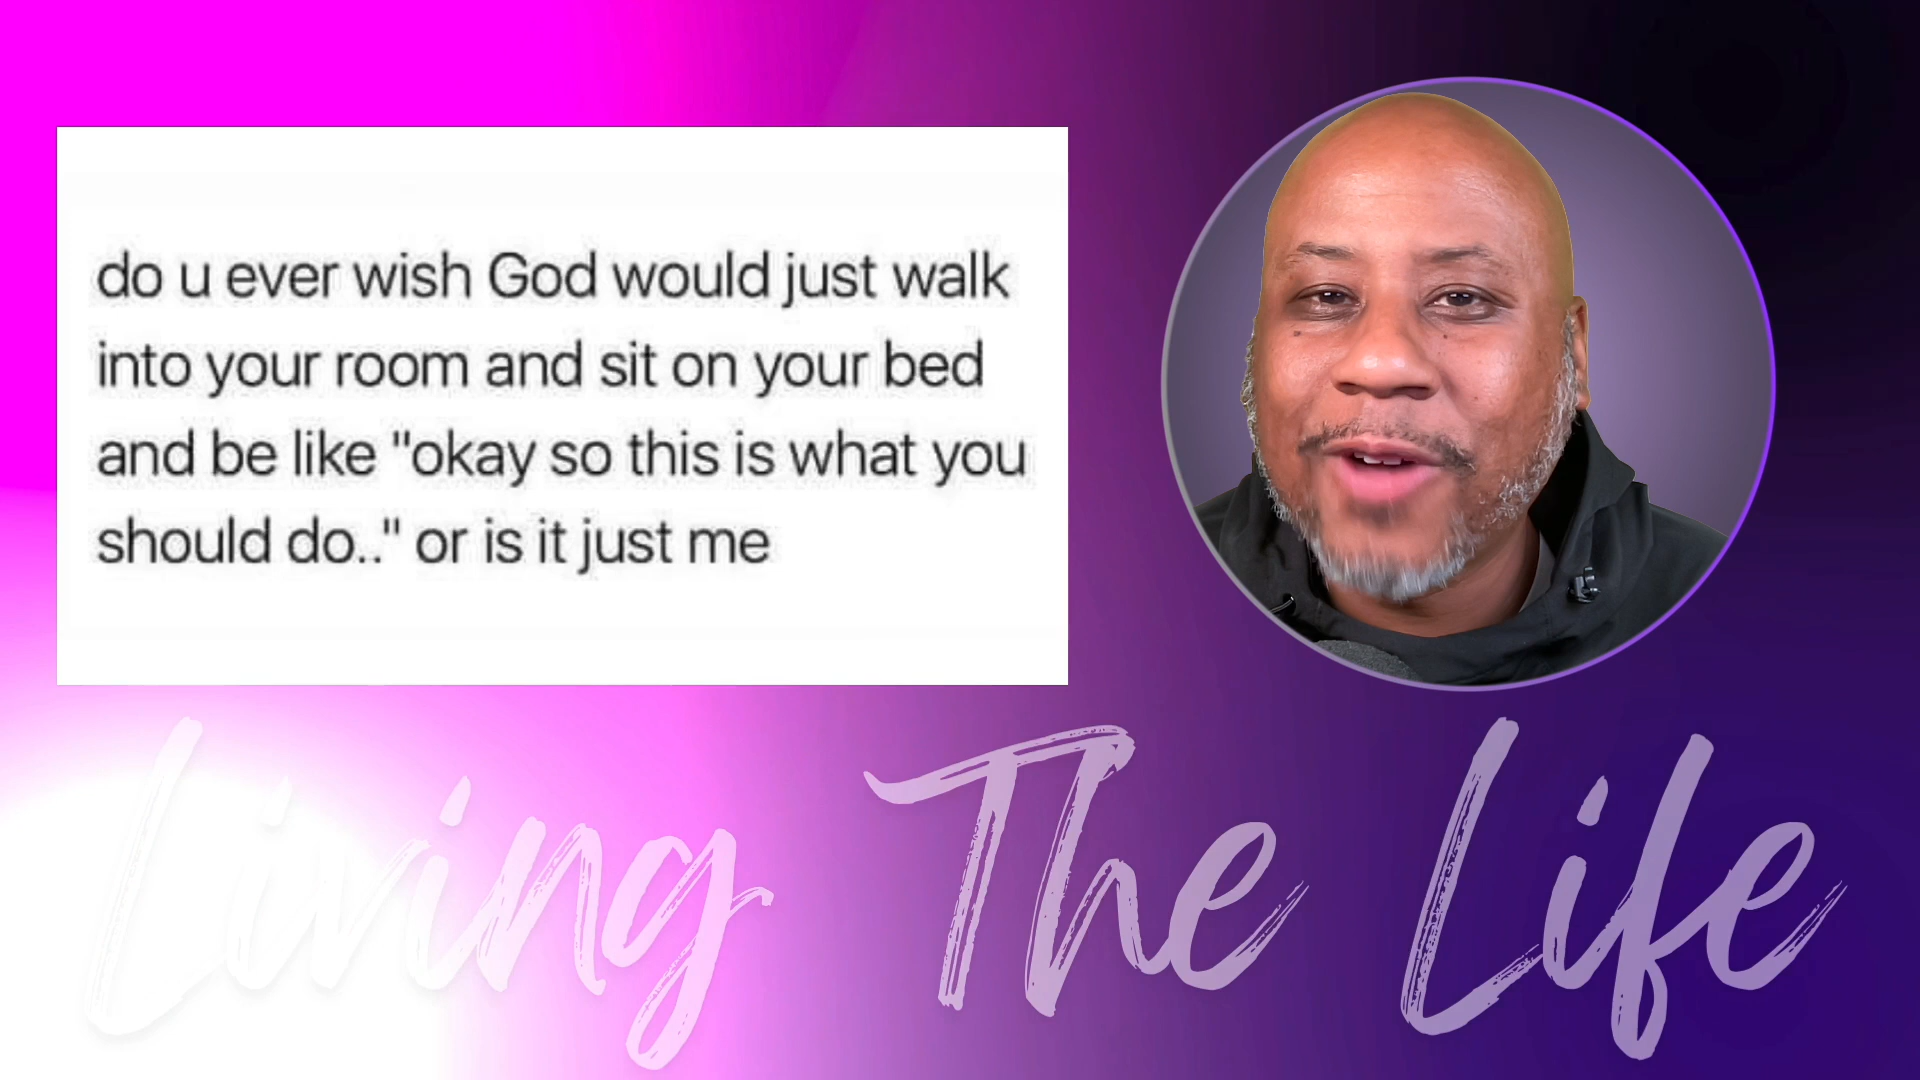 do u ever wish God would just walk
into your room and sit on your bed
and be like "okay so this is what you
should do.." or is it just me
Living The Life